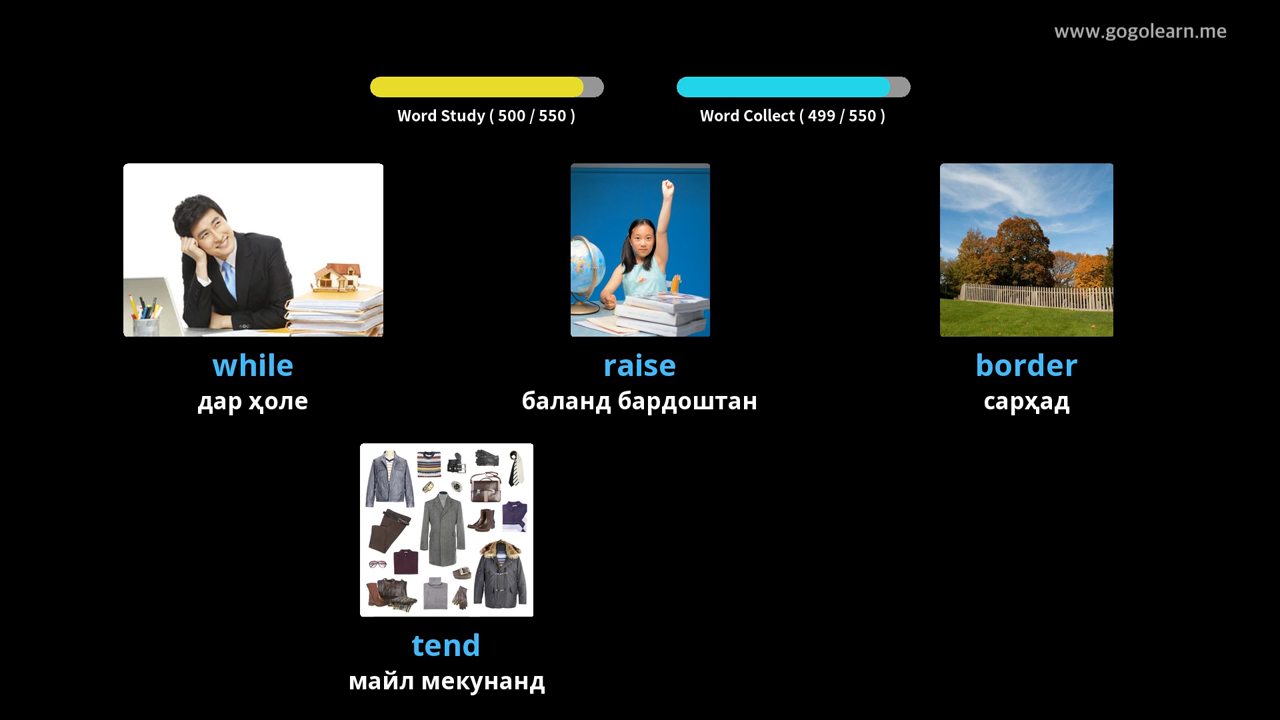 www.gogolearn.me
Word Study ( 500 / 550 )
Word Collect ( 499 / 550 )
while
дар ҳоле
raise
баланд бардоштан
border
сарҳад
tend
майл мекунанд